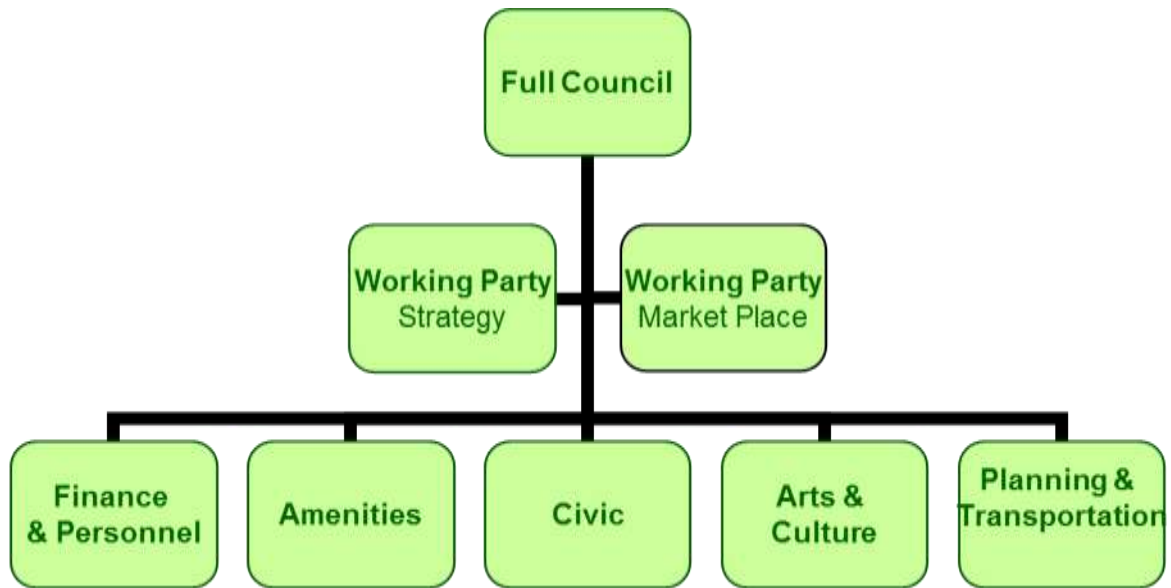 Full Council
Working Party
Strategy
Working Party
Market Place
Finance
& Personnel
Amenities
Civic
Arts &
Culture
Planning &
Transportation